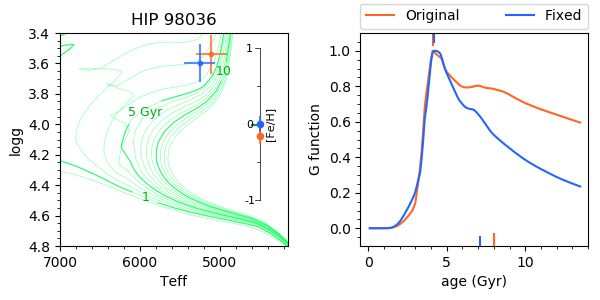 HIP 98036
Original Fixed
3.4
3.6
3.8
4.0
4.2
4.4
4.6
4.8
logg
7000 6000 5000
Teff
10
5 Gyr
1
1
0
-1
[Fe/H]
1.0
0.8
0.6
0.4
0.2
0.0
G function
0 5 10
age (Gyr)